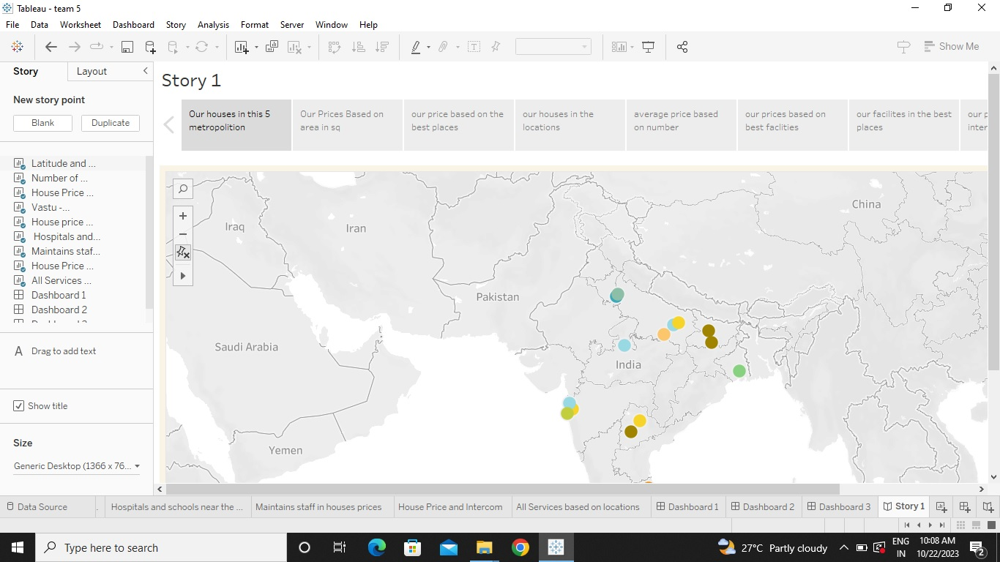 Tableau - team 5
File Data Worksheet Dashboard Story Analysis Format Server Window Help
Show Me
Story Layout
New story point
Blank Duplicate
Latitude and ...
Number of ...
House Price ...
Vastu -...
House price ...
Hospitals and...
Maintains staf...
House Price ...
All Services ...
Dashboard 1
Dashboard 2
A Drag to add text
Show title
Size
Generic Desktop (1366 x 76...
Story 1
Our houses in this 5
metropolition
Our Prices Based on
area in sq
our price based on the
best places
our houses in the
locations
average price based
on number
our prices based on
best faclities
our facilites in the best
places
our p
inter
Iraq
Iran
China
Pakistan
Saudi Arabia
India
Yemen
Data Source . Hospitals and schools near the ... Maintains staff in houses prices House Price and Intercom All Services based on locations Dashboard 1 Dashboard 2 Dashboard 3 Story 1
Type here to search
27°C Partly cloudy
ENG
IN
10:08 AM
10/22/2023
2